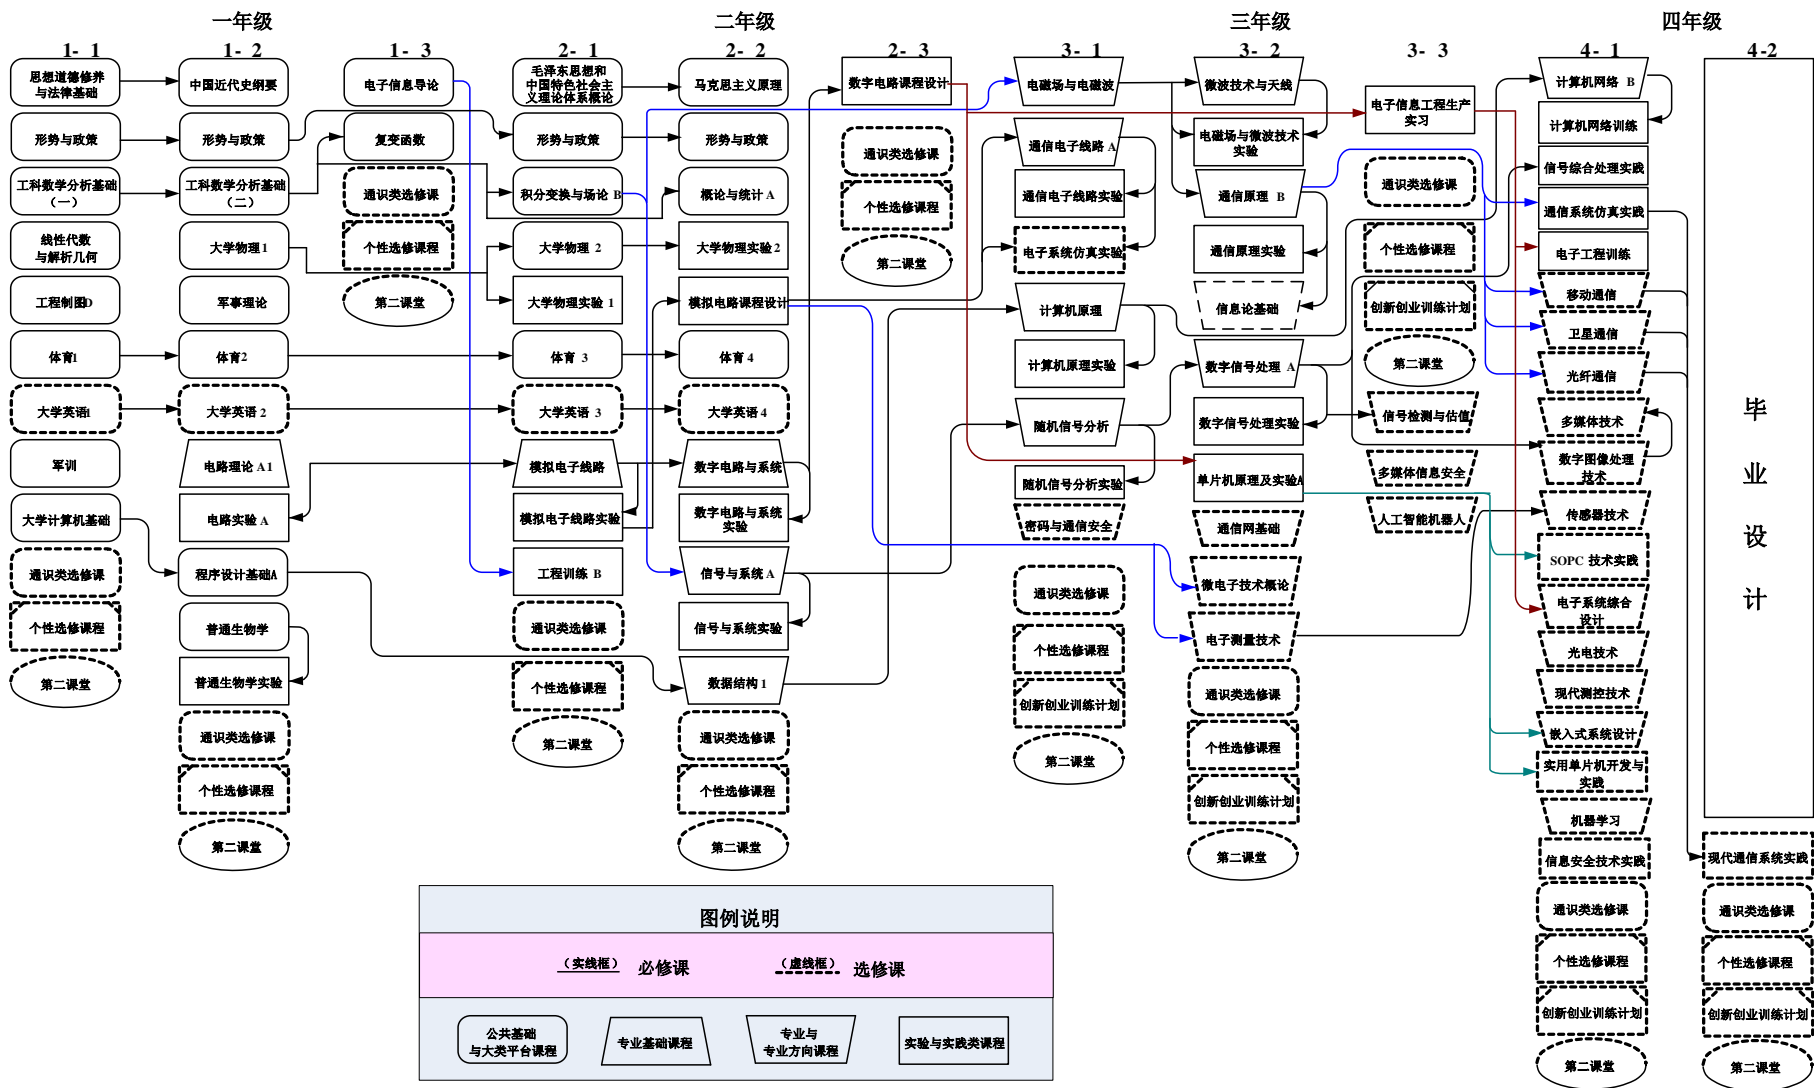 一年级
二年级
三年级
四年级
1- 1
1- 2
1- 3
2- 1
2- 2
2- 3
3- 1
3- 2
3- 3
4- 1
4-2
思想道德修养
与法律基础
形势与政策
工科数学分析基础
（一）
线性代数
与解析几何
工程制图D
体育1
大学英语1
军训
大学计算机基础
通识类选修课
个性选修课程
第二课堂
中国近代史纲要
形势与政策
工科数学分析基础
（二）
大学物理1
军事理论
体育2
大学英语 2
电路理论 A1
电路实验 A
程序设计基础A
普通生物学
普通生物学实验
通识类选修课
个性选修课程
第二课堂
电子信息导论
复变函数
通识类选修课
个性选修课程
第二课堂
毛泽东思想和
中国特色社会主
义理论体系概论
形势与政策
积分变换与场论 B
大学物理 2
大学物理实验 1
体育 3
大学英语 3
模拟电子线路
模拟电子线路实验
工程训练 B
通识类选修课
个性选修课程
第二课堂
马克思主义原理
形势与政策
概论与统计 A
大学物理实验2
模拟电路课程设计
体育 4
大学英语 4
数字电路与系统
数字电路与系统
实验
信号与系统 A
信号与系统实验
数据结构 1
通识类选修课
个性选修课程
第二课堂
数字电路课程设计
通识类选修课
个性选修课程
第二课堂
电磁场与电磁波
通信电子线路 A
通信电子线路实验
电子系统仿真实验
计算机原理
计算机原理实验
随机信号分析
随机信号分析实验
密码与通信安全
通识类选修课
个性选修课程
创新创业训练计划
第二课堂
微波技术与天线
电磁场与微波技术
实验
通信原理 B
通信原理实验
信息论基础
数字信号处理 A
数字信号处理实验
单片机原理及实验A
通信网基础
微电子技术概论
电子测量技术
通识类选修课
个性选修课程
创新创业训练计划
第二课堂
电子信息工程生产
实习
通识类选修课
个性选修课程
创新创业训练计划
第二课堂
信号检测与估值
多媒体信息安全
人工智能机器人
计算机网络 B
计算机网络训练
信号综合处理实践
通信系统仿真实践
电子工程训练
移动通信
卫星通信
光纤通信
多媒体技术
数字图像处理
技术
传感器技术
SOPC 技术实践
电子系统综合
设计
光电技术
现代测控技术
嵌入式系统设计
实用单片机开发与
实践
机器学习
信息安全技术实践
通识类选修课
个性选修课程
创新创业训练计划
第二课堂
毕
业
设
计
现代通信系统实践
通识类选修课
个性选修课程
创新创业训练计划
第二课堂
图例说明
（实线框） 必修课 （虚线框） 选修课
公共基础
与大类平台课程
专业基础课程
专业与
专业方向课程
实验与实践类课程